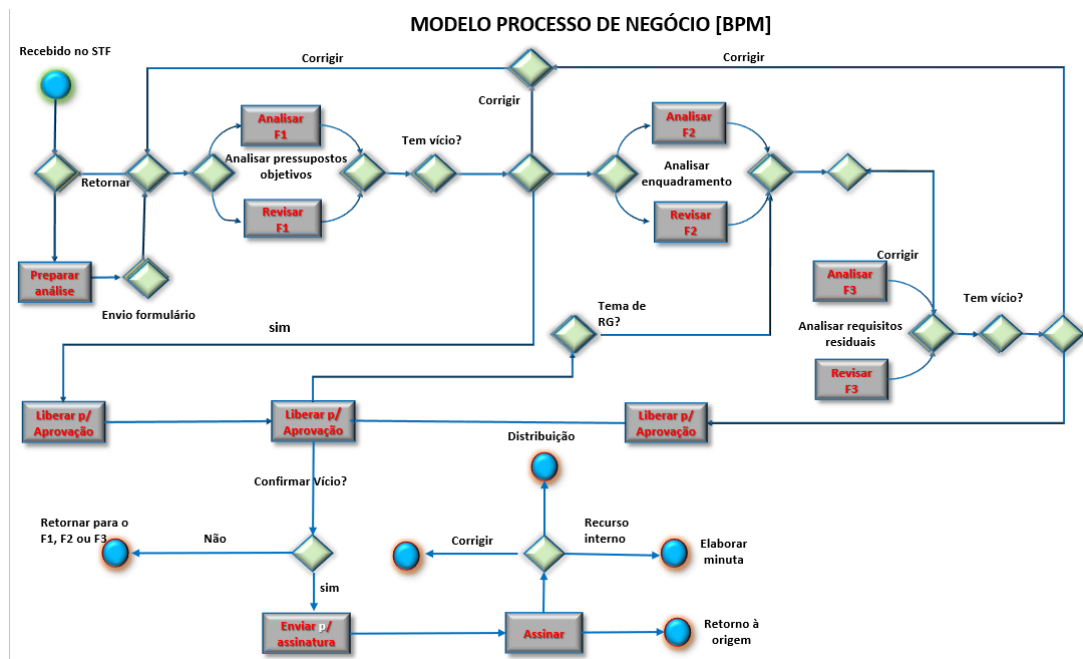 MODELO PROCESSO DE NEGÓCIO [BPM]
Recebido no STF
Corrigir
Corrigir
Corrigir
Analisar
F1
Analisar
F2
Tem vício?
Analisar pressupostos
objetivos
Analisar
enquadramento
Retornar
Revisar
F1
Revisar
F2
Preparar
análise
Envio formulário
Corrigir
Analisar
F3
Tem vício?
Tema de
RG?
sim
Analisar requisitos
residuais
Revisar
F3
Liberar p/
Aprovação
Liberar p/
Aprovação
Liberar p/
Aprovação
Distribuição
Confirmar Vício?
Retornar para o
F1, F2 ou F3
Não
Corrigir
Recurso
interno
Elaborar
minuta
sim
Enviar p/
assinatura
Assinar
Retorno à
origem